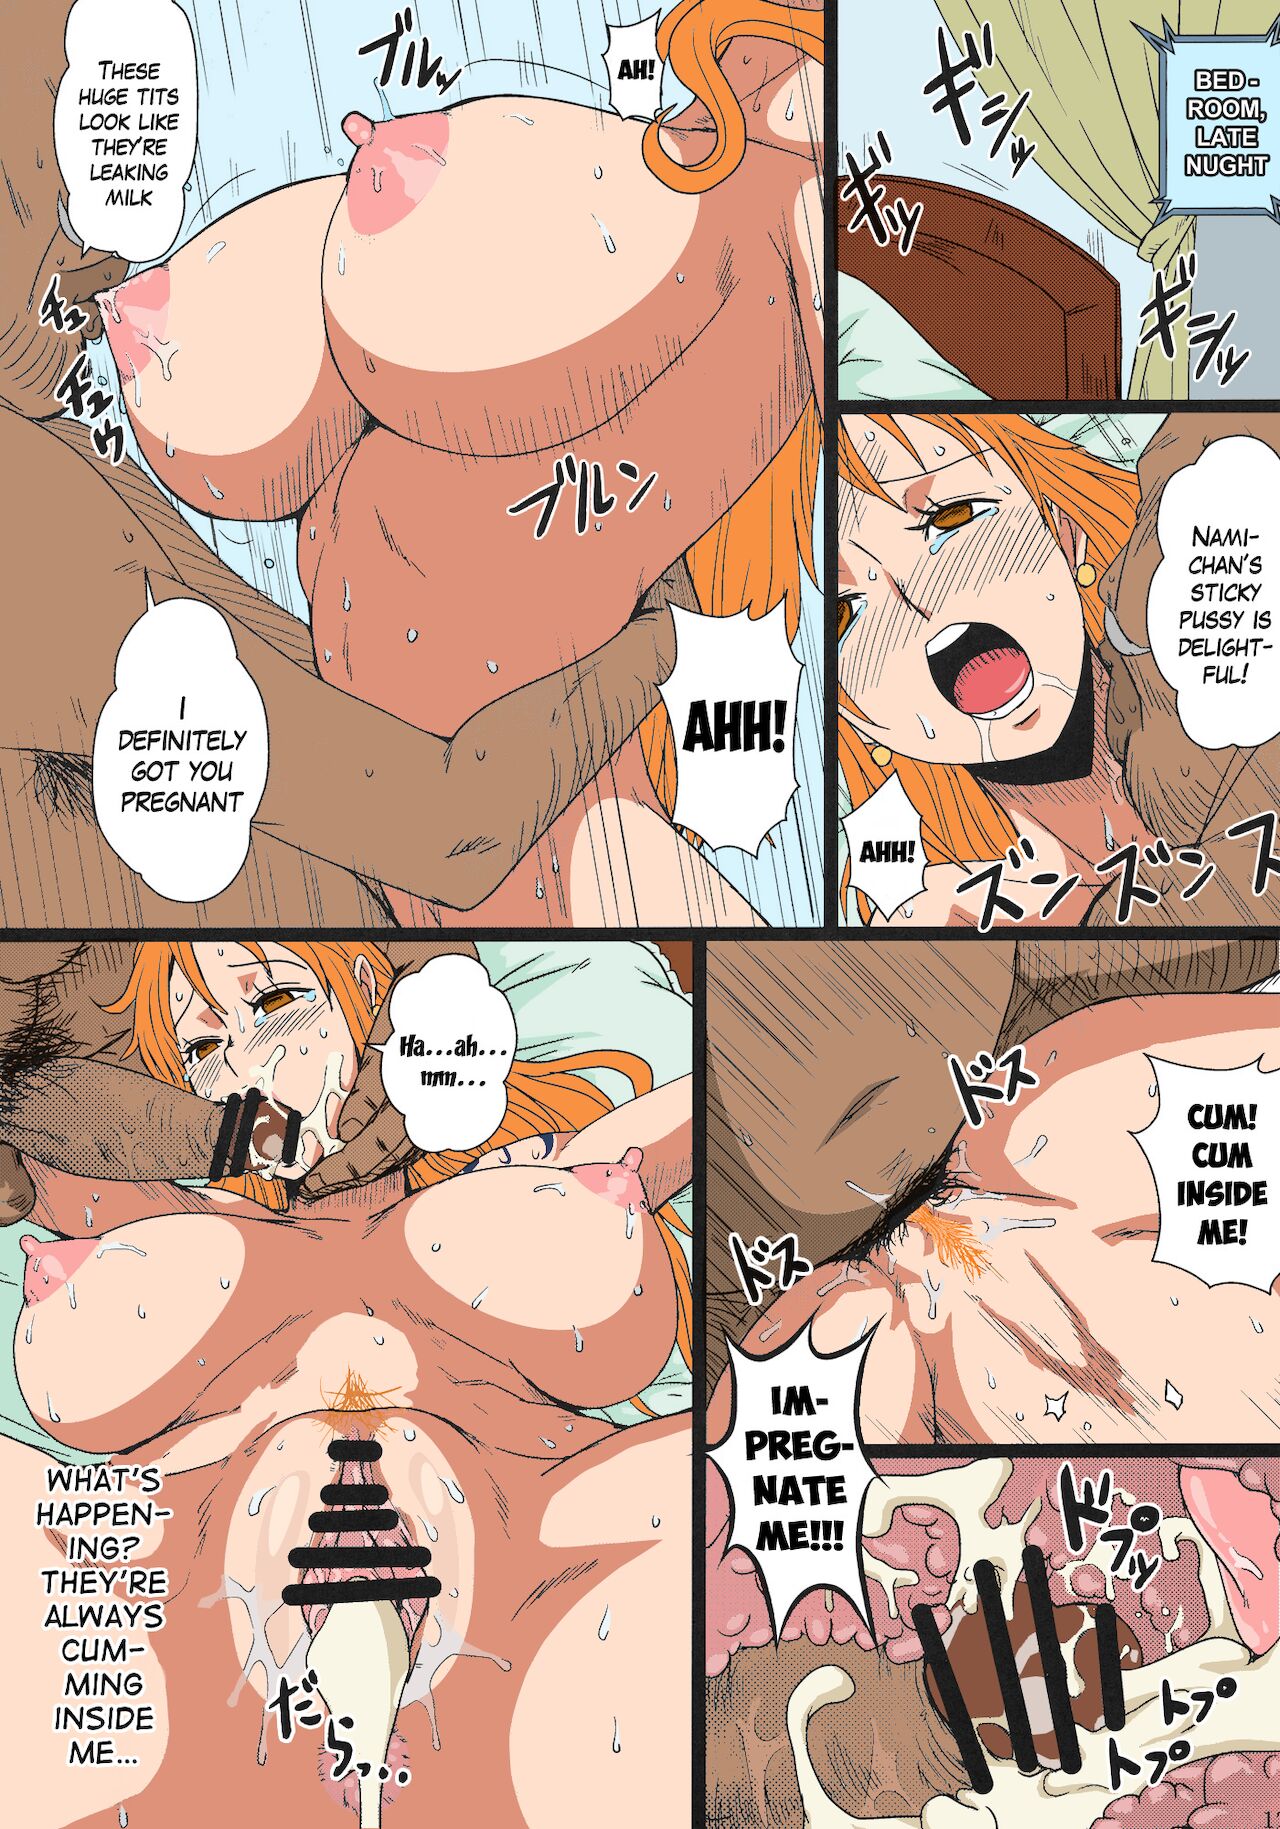 BED-
ROOM,
LATE
NUGHT
ギシッ
ギシッ
ギシッ
NAMI-
CHAN'S
STICKY
PUSSY IS
DELIGHT-
FUL!
AHH!
ズンズンズ
ブルッ
AH!
THESE
HUGE TITS
LOOK LIKE
THEY'RE
LEAKING
MILK
チュ
チュウ
ブルン
AHH!
I
DEFINITELY
GOT YOU
PREGNANT
ドス
CUM!
CUM
INSIDE
ME!
ドス
IM-
PREG-
NATE
ME!!!
ドプッ
トプ
トプ
Ha...ah...
mm...
WHAT'S
HAPPEN-
ING?
THEY'RE
ALWAYS
CUM-
MING
INSIDE
ME...
だらっ...